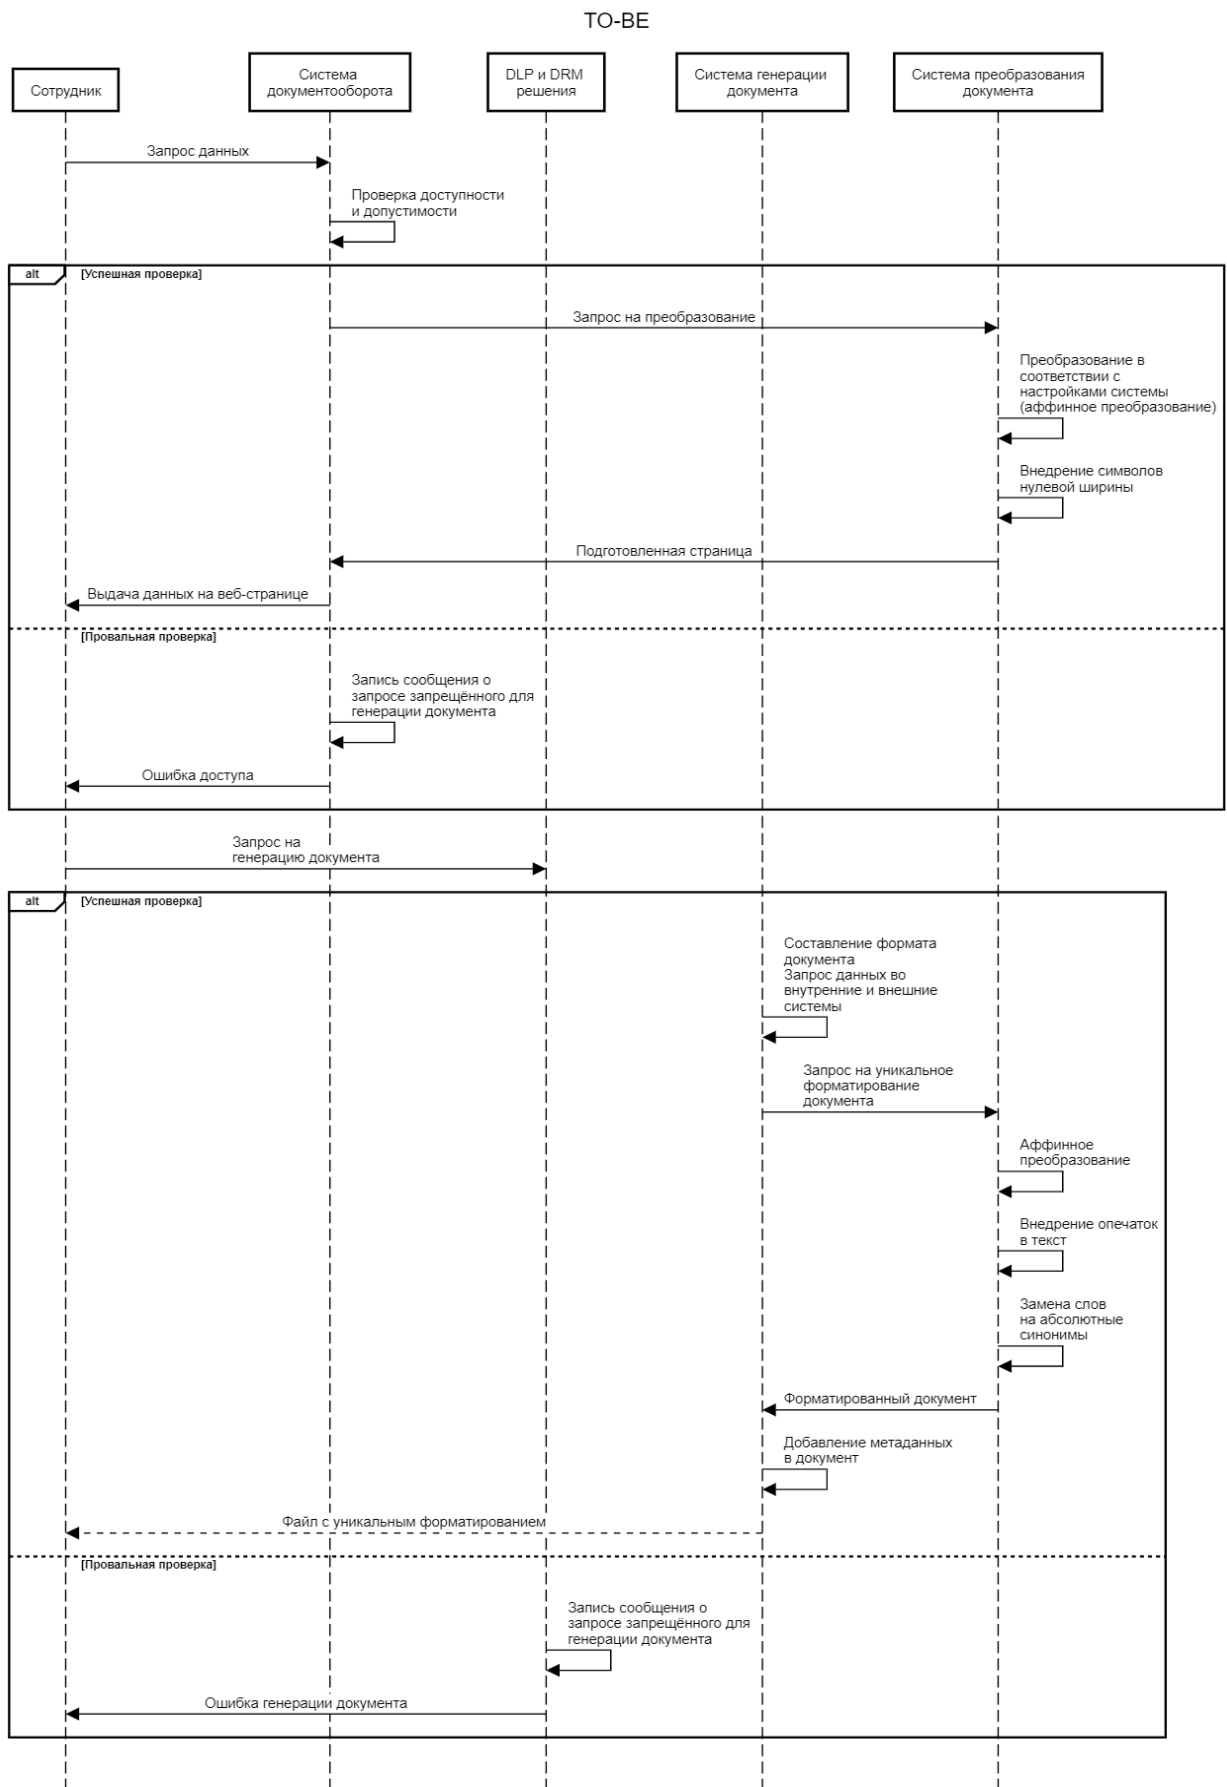 TO-BE
Сотрудник
Система
документооборота
DLP и DRM
решения
Система генерации
документа
Система преобразования
документа
Запрос данных
Проверка доступности
и допустимости
alt
[Успешная проверка]
Запрос на преобразование
Преобразование в
соответствии с
настройками системы
(аффинное преобразование)
Внедрение символов
нулевой ширины
Подготовленная страница
Выдача данных на веб-странице
[Провальная проверка]
Запись сообщения о
запросе запрещённого для
генерации документа
Ошибка доступа
Запрос на
генерацию документа
alt
[Успешная проверка]
Составление формата
документа
Запрос данных во
внутренние и внешние
системы
Запрос на уникальное
форматирование
документа
Аффинное
преобразование
Внедрение опечаток
в текст
Замена слов
на абсолютные
синонимы
Форматированный документ
Добавление метаданных
в документ
Файл с уникальным форматированием
[Провальная проверка]
Запись сообщения о
запросе запрещённого для
генерации документа
Ошибка генерации документа